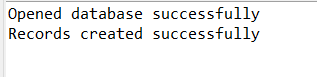 Opened database successfully
Records created successfully